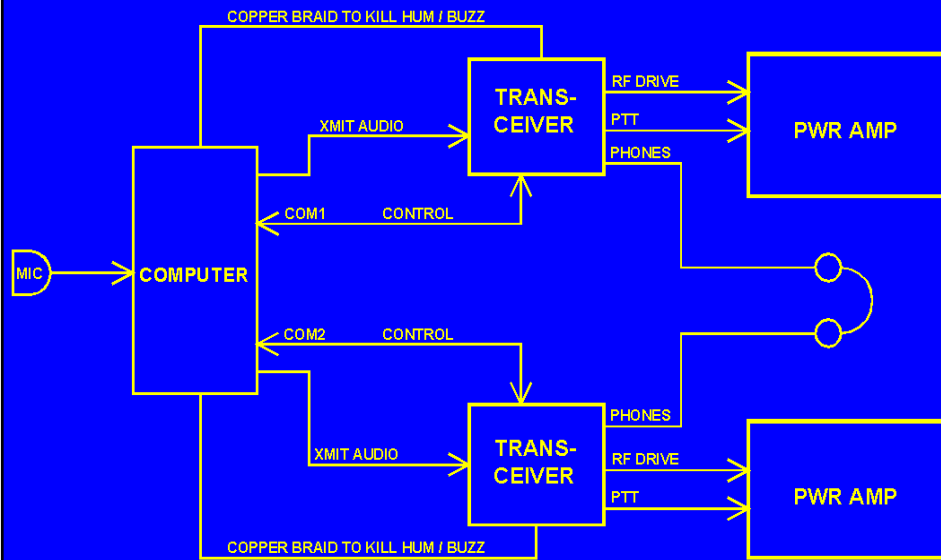 COPPER BRAID TO KILL HUM / BUZZ
TRANS-
CEIVER
RF DRIVE
PTT
PHONES
PWR AMP
XMIT AUDIO
COM1 CONTROL
MIC
COMPUTER
COM2 CONTROL
XMIT AUDIO
TRANS-
CEIVER
PHONES
RF DRIVE
PTT
PWR AMP
COPPER BRAID TO KILL HUM / BUZZ